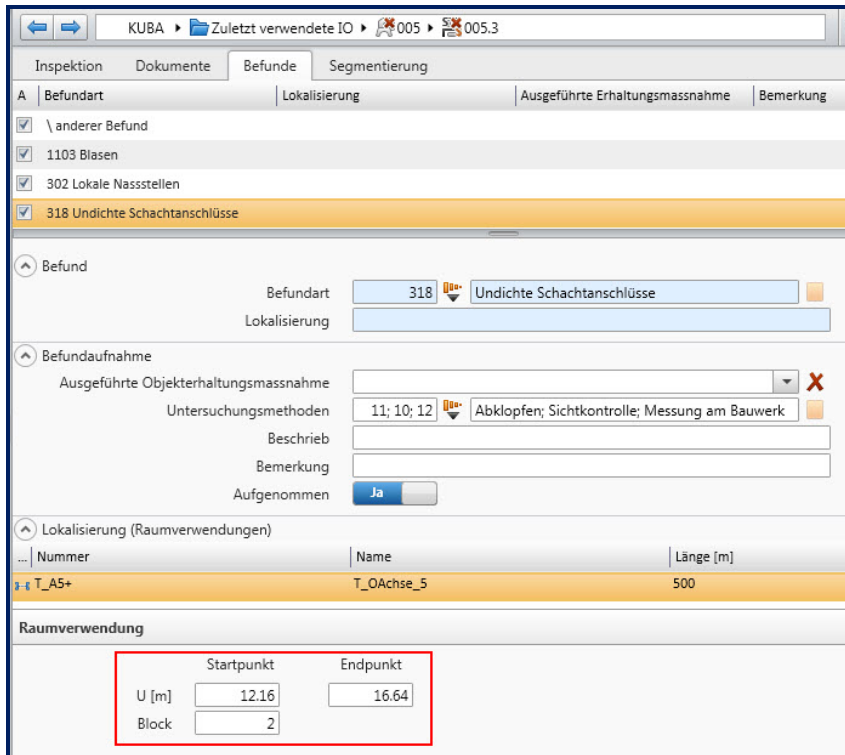 KUBA Zuletzt verwendete IO 005 005.3
Inspektion Dokumente Befunde Segmentierung
A Befundart Lokalisierung Ausgeführte Erhaltungsmassnahme Bemerkung
\ anderer Befund
1103 Blasen
302 Lokale Nassstellen
318 Undichte Schachtanschlüsse
Befund
Befundart 318 Undichte Schachtanschlüsse
Lokalisierung
Befundaufnahme
Ausgeführte Objekterhaltungsmassnahme
Untersuchungsmethoden 11; 10; 12 Abklopfen; Sichtkontrolle; Messung am Bauwerk
Beschrieb
Bemerkung
Aufgenommen Ja
Lokalisierung (Raumverwendungen)
... Nummer Name Länge [m]
T_A5+ T_OAchse_5 500
Raumverwendung
Startpunkt Endpunkt
U [m] 12.16 16.64
Block 2